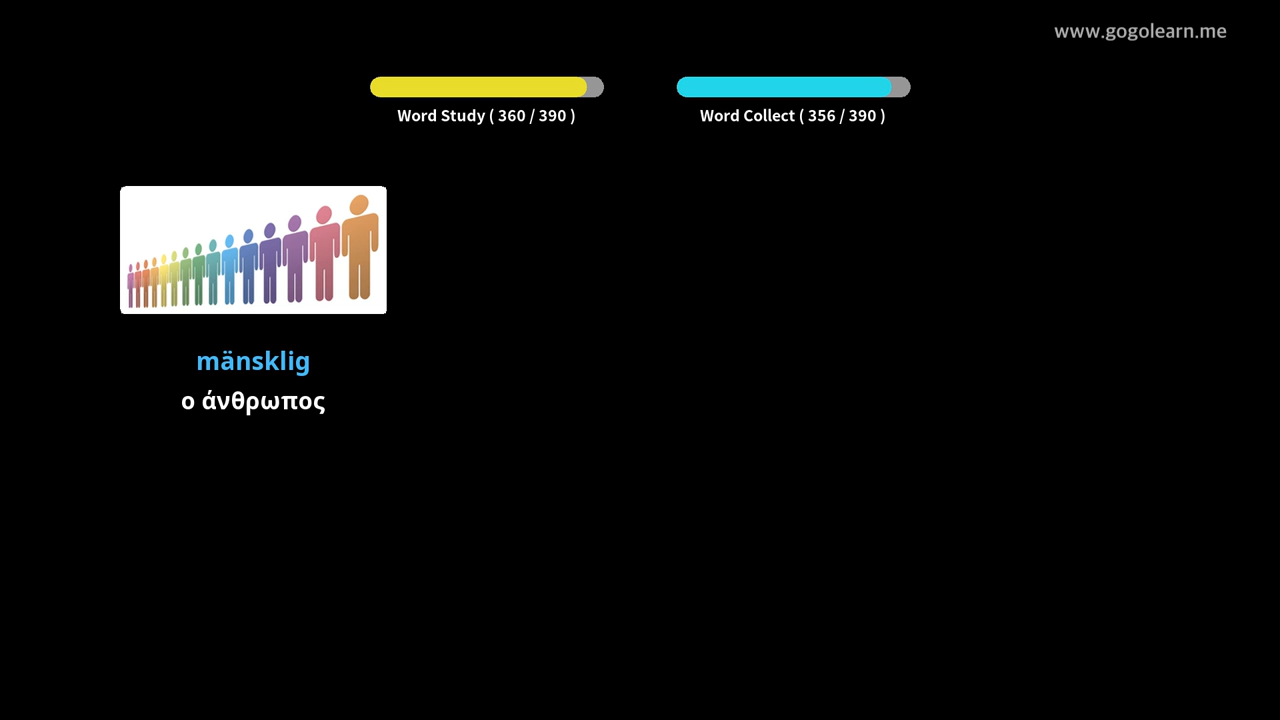 www.gogolearn.me
Word Study ( 360 / 390 )
Word Collect ( 356 / 390 )
mänsklig
ο άνθρωπος